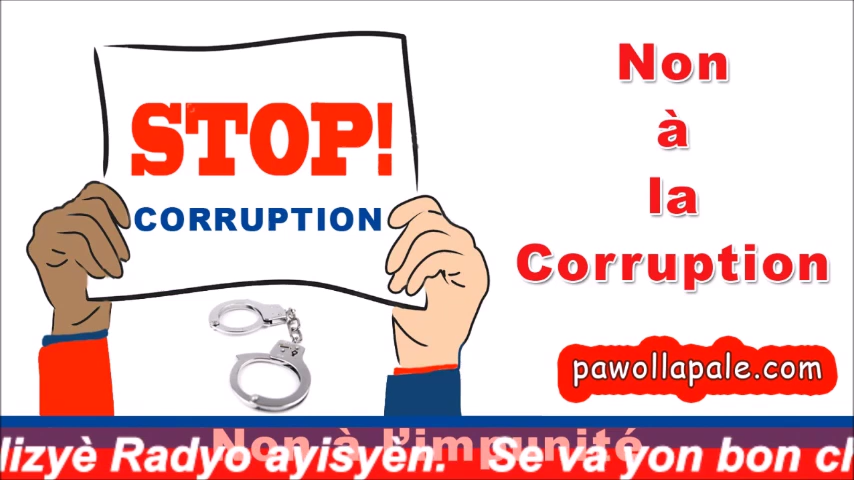 STOP!
CORRUPTION
Non
à
la
Corruption
pawollapale.com
Non à l'impunité
Radyo ayisyèn. Se va yon bon